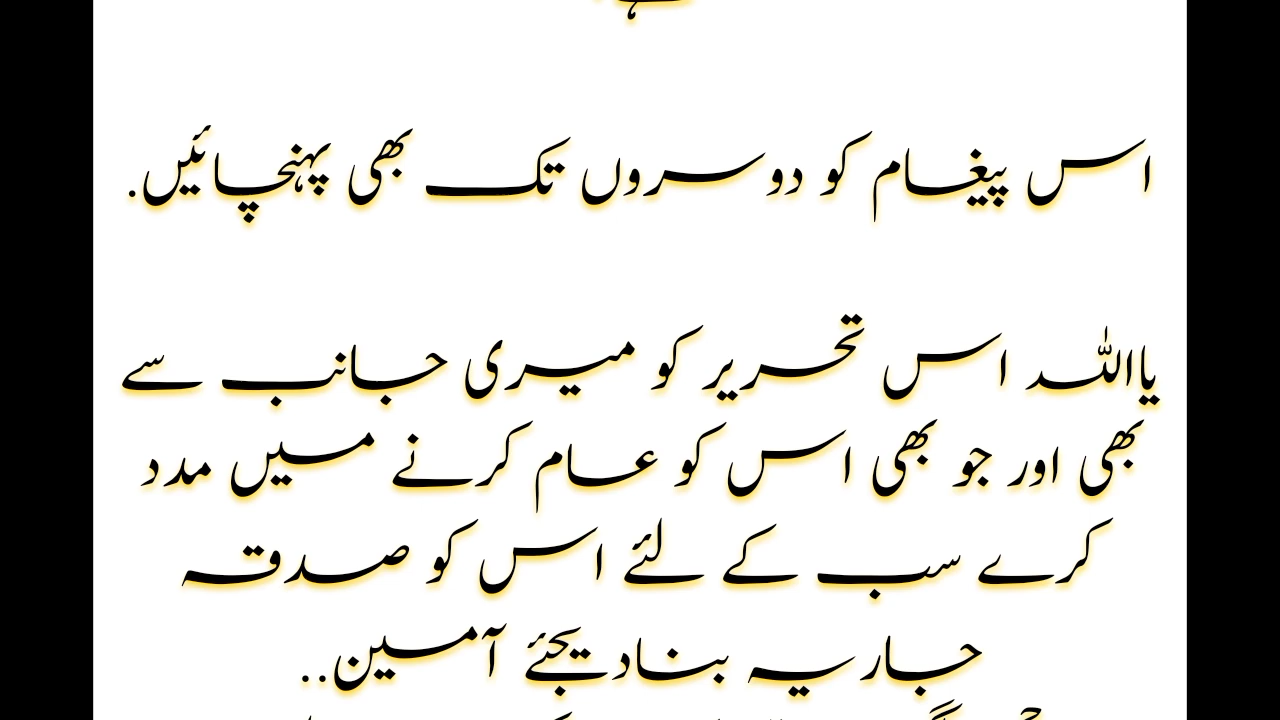 اس پیغام کو دوسروں تک بھی پہنچائیں.
یااللہ اس تحریر کو میری جانب سے
بھی اور جو بھی اس کو عام کرنے میں مدد
کرے سب کے لئے اس کو صدقہ
جاریہ بنادیجئے آمین..